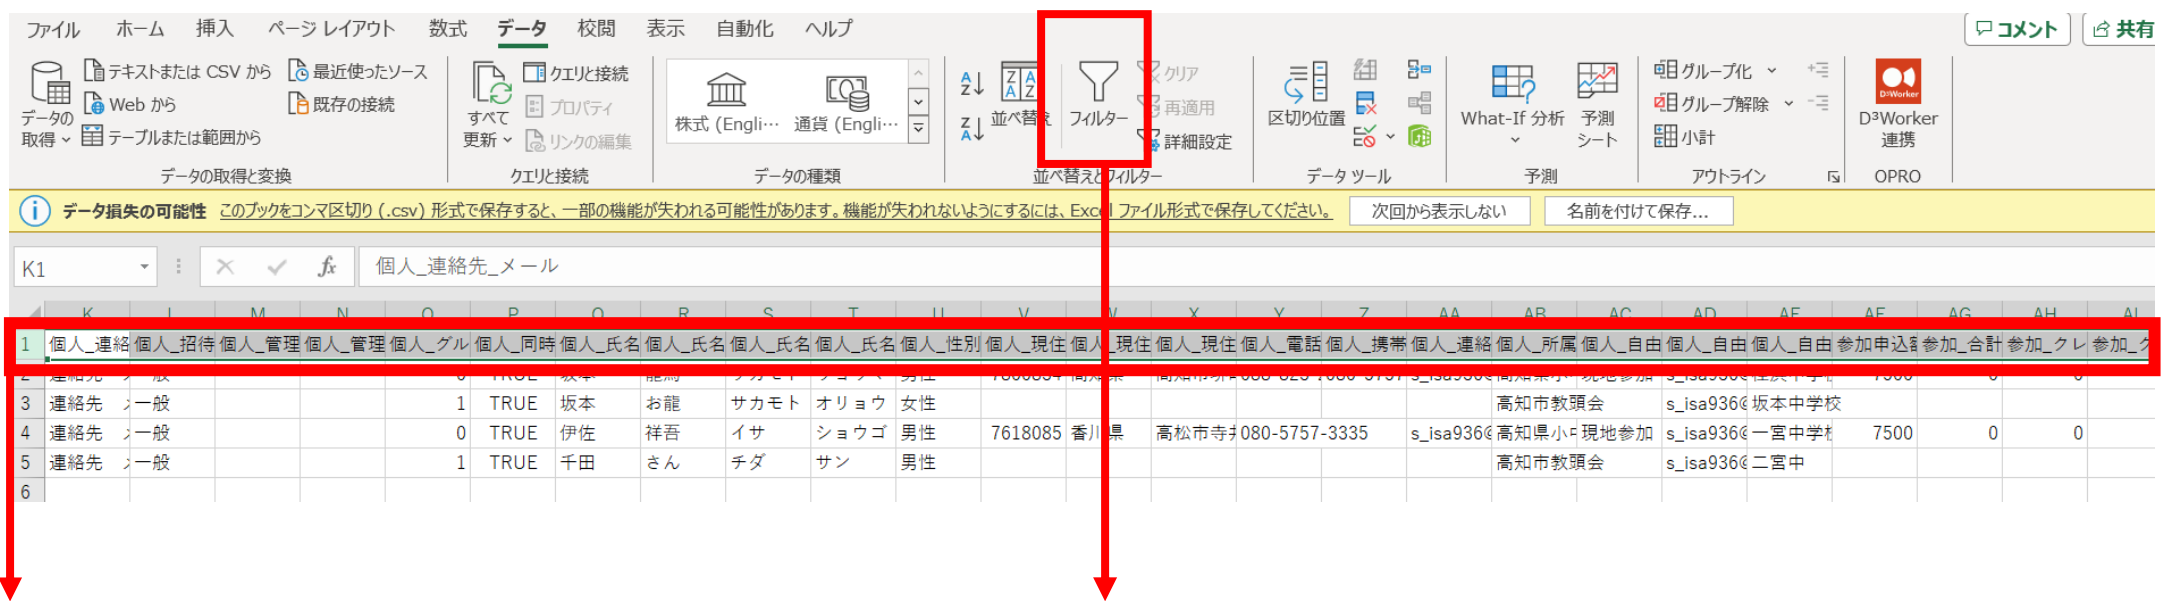 ファイル ホーム 挿入 ページ レイアウト 数式 データ 校閲 表示 自動化 ヘルプ コメント 共有
データの取得 テキストまたは CSV から Web から テーブルまたは範囲から 最近使ったソース 既存の接続
すべて更新 クエリと接続 プロパティ リンクの編集
株式 (Engli… 通貨 (Engli…
並べ替え フィルター クリア 再適用 詳細設定
区切り位置
What-If 分析 予測シート
グループ化 グループ解除 小計
D³Worker 連携
データの取得と変換 クエリと接続 データの種類 並べ替えとフィルター データ ツール 予測 アウトライン OPRO
データ損失の可能性 このブックをコンマ区切り (.csv) 形式で保存すると、一部の機能が失われる可能性があります。機能が失われないようにするには、Excel ファイル形式で保存してください。 次回から表示しない 名前を付けて保存...
K1 fx 個人_連絡先_メール
1 個人_連絡 個人_招待 個人_管理 個人_管理 個人_グル 個人_同時 個人_氏名 個人_氏名 個人_氏名 個人_氏名 個人_性別 個人_現住 個人_現住 個人_現住 個人_電話 個人_携帯 個人_連絡 個人_所属 個人_自由 個人_自由 個人_自由 参加申込 参加_合計 参加_クレ 参加_ク
3 連絡先 一般 1 TRUE 坂本 お龍 サカモト オリョウ 女性 高知市教頭会 s_isa936@ 坂本中学校
4 連絡先 一般 0 TRUE 伊佐 祥吾 イサ ショウゴ 男性 7618085 香川県 高松市寺井 080-5757-3335 s_isa936@ 高知県小中 現地参加 s_isa936@ 一宮中学校 7500 0 0
5 連絡先 一般 1 TRUE 千田 さん チダ サン 男性 高知市教頭会 s_isa936@ 二宮中
6